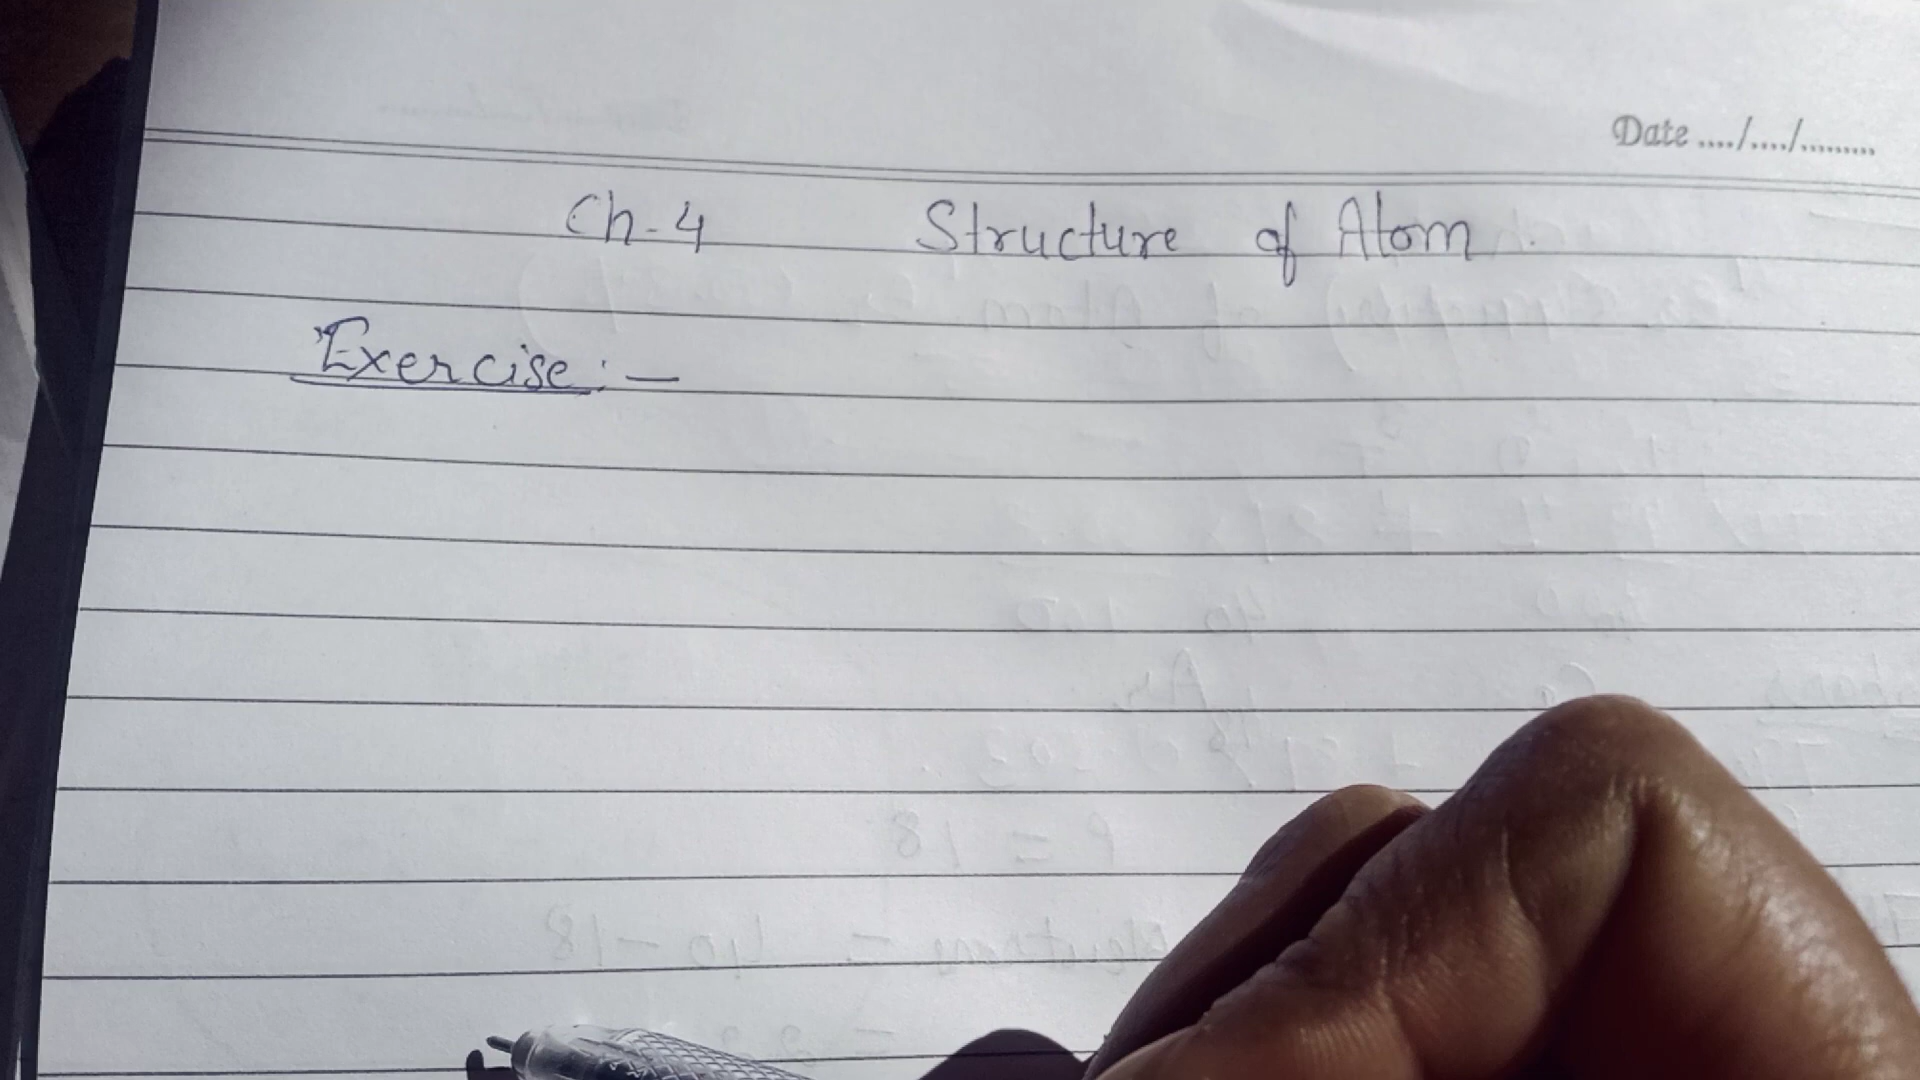 Date ..../..../.........
Ch-4 Structure of Atom.
Exercise:-